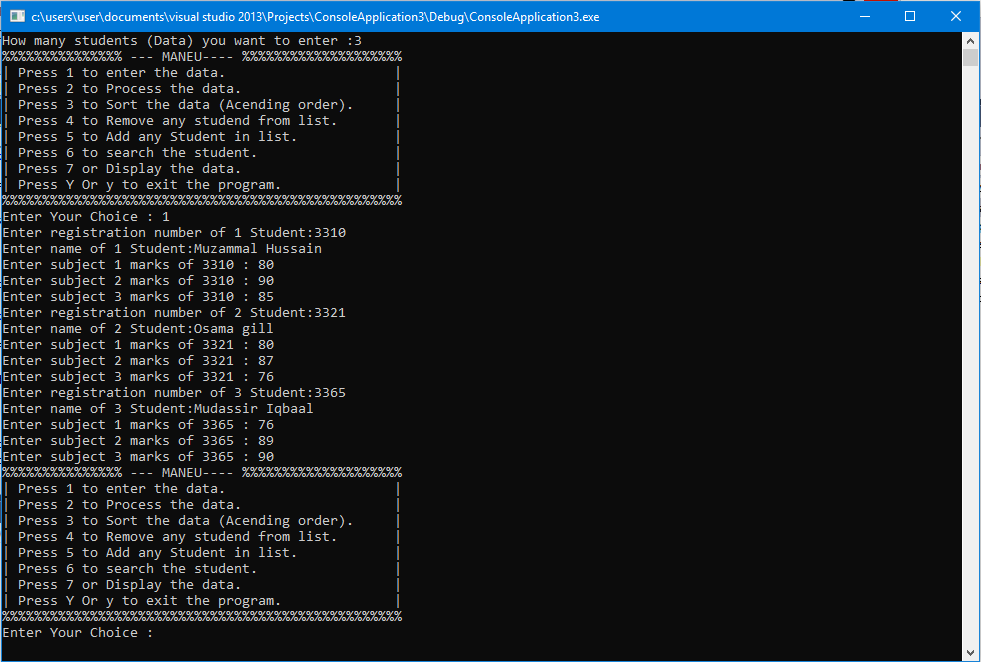 c:\users\user\documents\visual studio 2013\Projects\ConsoleApplication3\Debug\ConsoleApplication3.exe
How many students (Data) you want to enter :3
%%%%%%%%%%%%%%% --- MANEU---- %%%%%%%%%%%%%%%%%%%%
| Press 1 to enter the data.                     |
| Press 2 to Process the data.                   |
| Press 3 to Sort the data (Acending order).     |
| Press 4 to Remove any studend from list.       |
| Press 5 to Add any Student in list.            |
| Press 6 to search the student.                 |
| Press 7 or Display the data.                   |
| Press Y Or y to exit the program.              |
%%%%%%%%%%%%%%%%%%%%%%%%%%%%%%%%%%%%%%%%%%%%%%%%%%
Enter Your Choice : 1
Enter registration number of 1 Student:3310
Enter name of 1 Student:Muzammal Hussain
Enter subject 1 marks of 3310 : 80
Enter subject 2 marks of 3310 : 90
Enter subject 3 marks of 3310 : 85
Enter registration number of 2 Student:3321
Enter name of 2 Student:Osama gill
Enter subject 1 marks of 3321 : 80
Enter subject 2 marks of 3321 : 87
Enter subject 3 marks of 3321 : 76
Enter registration number of 3 Student:3365
Enter name of 3 Student:Mudassir Iqbaal
Enter subject 1 marks of 3365 : 76
Enter subject 2 marks of 3365 : 89
Enter subject 3 marks of 3365 : 90
%%%%%%%%%%%%%%% --- MANEU---- %%%%%%%%%%%%%%%%%%%%
| Press 1 to enter the data.                     |
| Press 2 to Process the data.                   |
| Press 3 to Sort the data (Acending order).     |
| Press 4 to Remove any studend from list.       |
| Press 5 to Add any Student in list.            |
| Press 6 to search the student.                 |
| Press 7 or Display the data.                   |
| Press Y Or y to exit the program.              |
%%%%%%%%%%%%%%%%%%%%%%%%%%%%%%%%%%%%%%%%%%%%%%%%%%
Enter Your Choice :